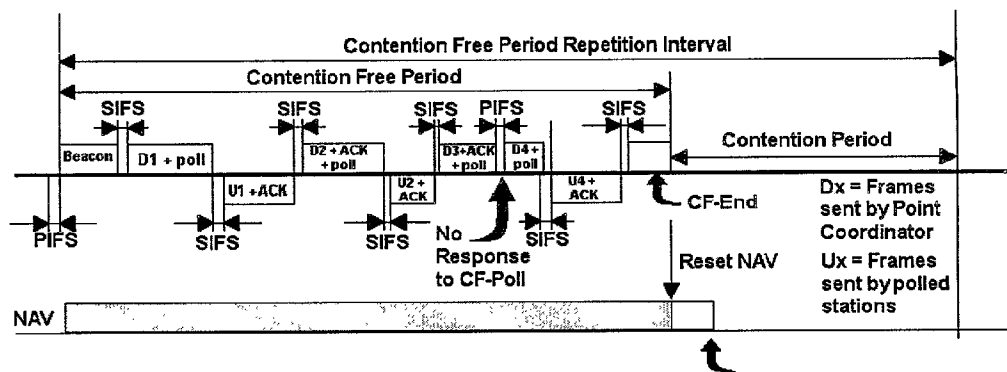 Contention Free Period Repetition Interval
Contention Free Period
SIFS
SIFS
SIFS
PIFS
SIFS
Contention Period
Beacon
D1 + poll
D2 + ACK
+ poll
D3+ACK
+ poll
D4 +
poll
U1 + ACK
U2 +
ACK
U4 +
ACK
CF-End
Dx = Frames
sent by Point
Coordinator
PIFS
SIFS
SIFS
No
Response
to CF-Poll
SIFS
Reset NAV
Ux = Frames
sent by polled
stations
NAV